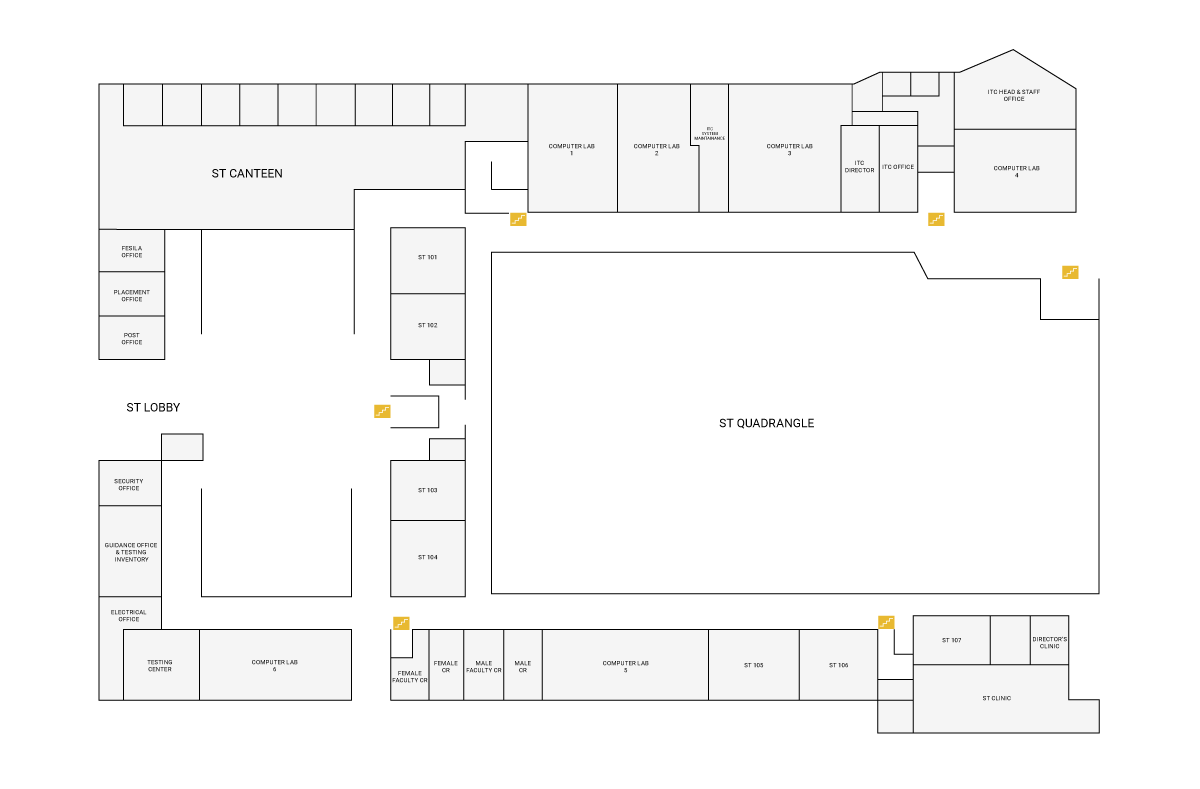 ITC HEAD & STAFF
OFFICE
ITC
SYSTEM
MAINTAINANCE
COMPUTER LAB
1
COMPUTER LAB
2
COMPUTER LAB
3
ITC
DIRECTOR
ITC OFFICE
COMPUTER LAB
4
ST CANTEEN
FESILA
OFFICE
PLACEMENT
OFFICE
POST
OFFICE
ST 101
ST 102
ST LOBBY
ST QUADRANGLE
SECURITY
OFFICE
GUIDANCE OFFICE
& TESTING
INVENTORY
ELECTRICAL
OFFICE
ST 103
ST 104
TESTING
CENTER
COMPUTER LAB
6
FEMALE
FACULTY CR
FEMALE
CR
MALE
FACULTY CR
MALE
CR
COMPUTER LAB
5
ST 105
ST 106
ST 107
DIRECTOR'S
CLINIC
ST CLINIC